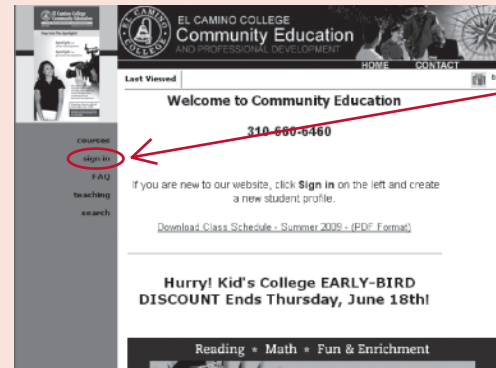 EL CAMINO COLLEGE
Community Education
AND PROFESSIONAL DEVELOPMENT
HOME CONTACT
Last Viewed
Welcome to Community Education
310-660-6460
courses
sign in
FAQ
teaching
search
If you are new to our website, click Sign in on the left and create
a new student profile.
Download Class Schedule - Summer 2009 - (PDF Format)
Hurry! Kid's College EARLY-BIRD
DISCOUNT Ends Thursday, June 18th!
Reading * Math * Fun & Enrichment